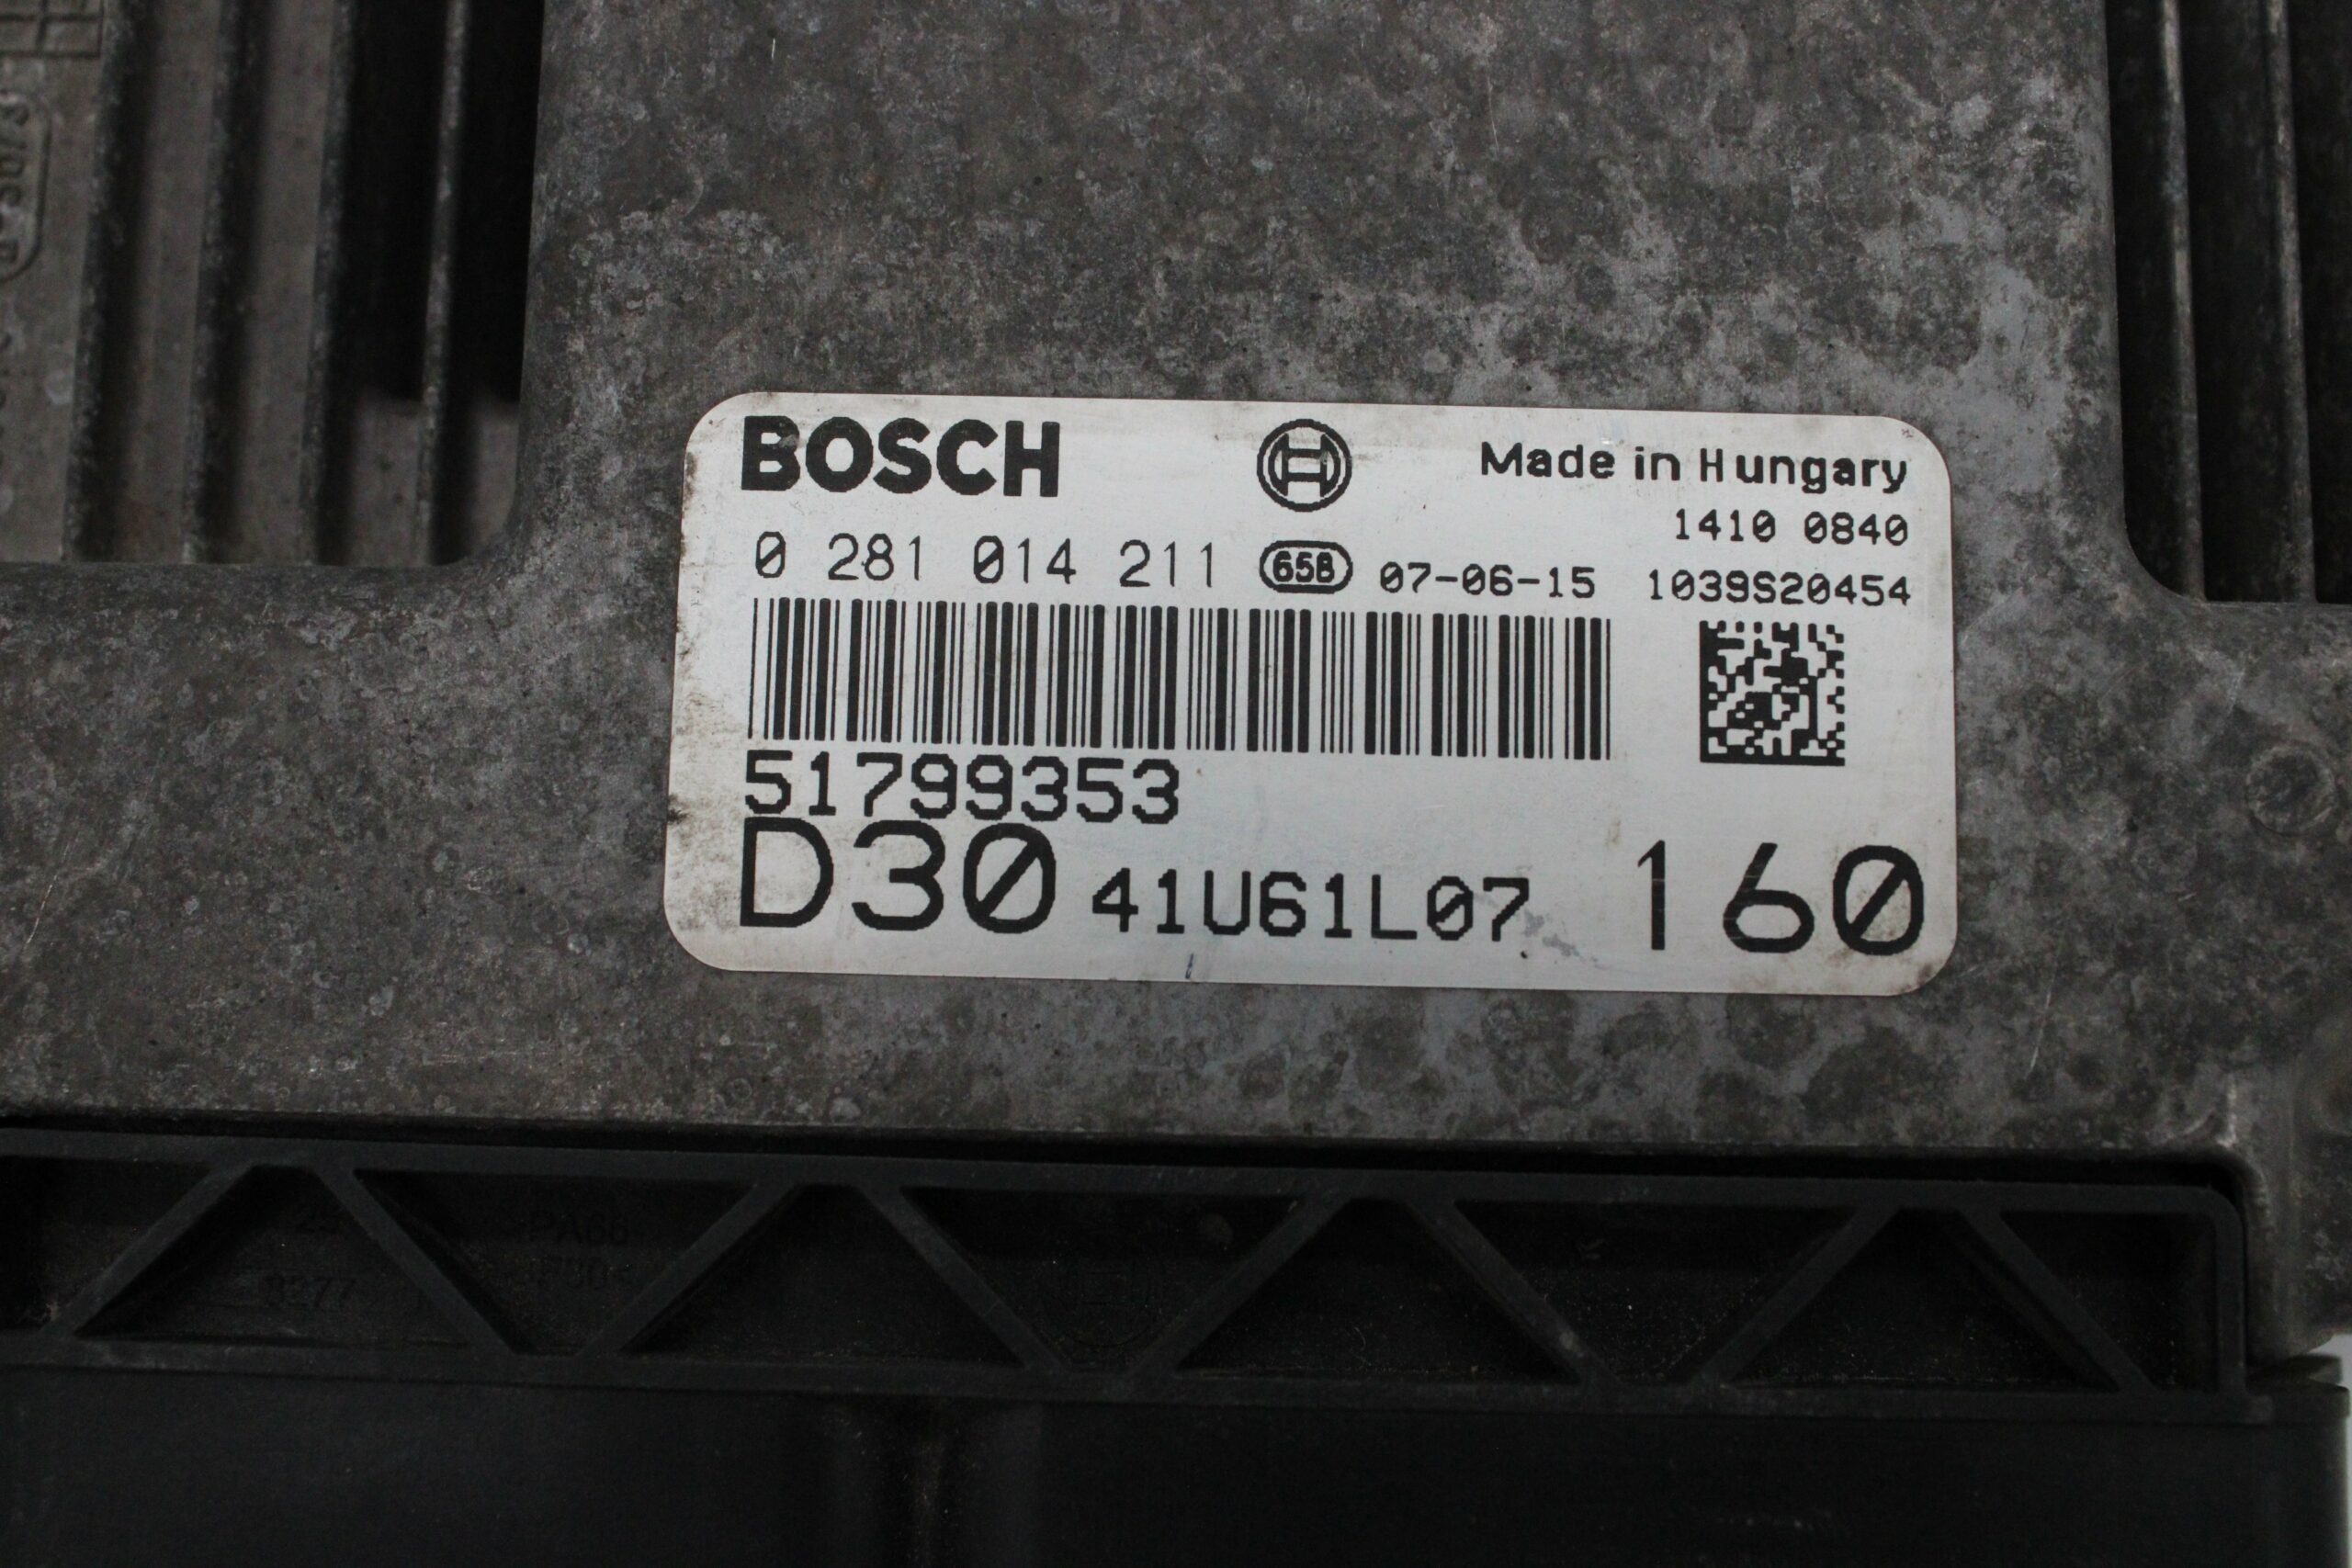 BOSCH Made in Hungary
1410 0840
0 281 014 211 658 07-06-15 1039S20454
51799353
D30 41U61L07 160